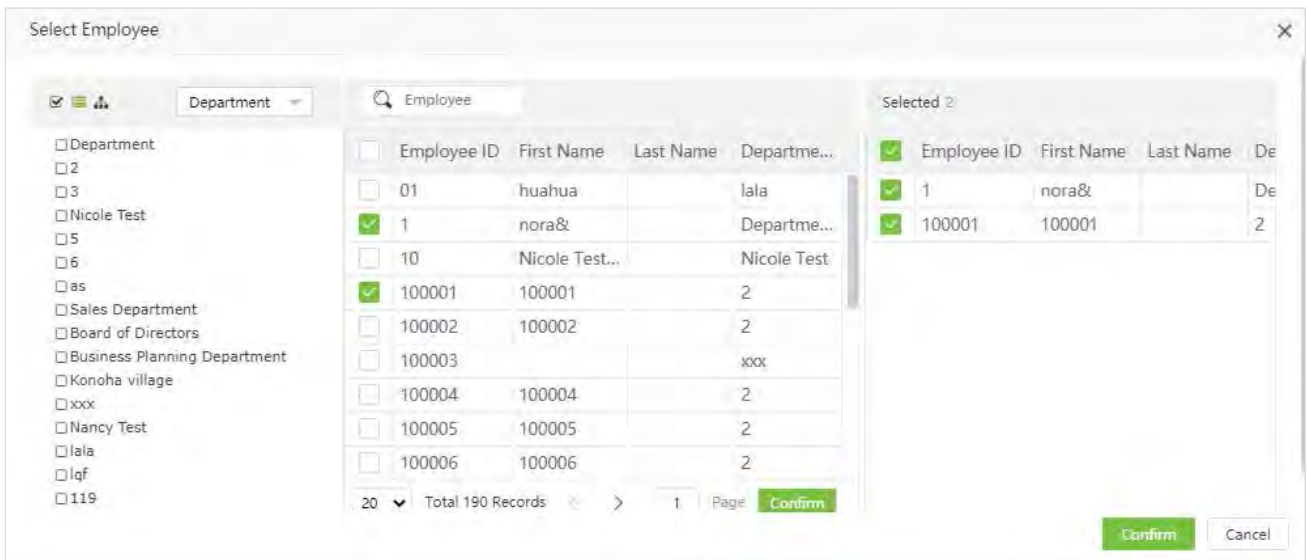 Select Employee
Department
Department
2
3
Nicole Test
5
6
as
Sales Department
Board of Directors
Business Planning Department
Konoha village
xxx
Nancy Test
lala
lqf
119
Employee
Employee ID First Name Last Name Departme...
01 huahua lala
1 nora& Departme...
10 Nicole Test... Nicole Test
100001 100001 2
100002 100002 2
100003 xxx
100004 100004 2
100005 100005 2
100006 100006 2
20 Total 190 Records 1 Page Confirm
Selected 2
Employee ID First Name Last Name De
1 nora& De
100001 100001 2
Confirm Cancel